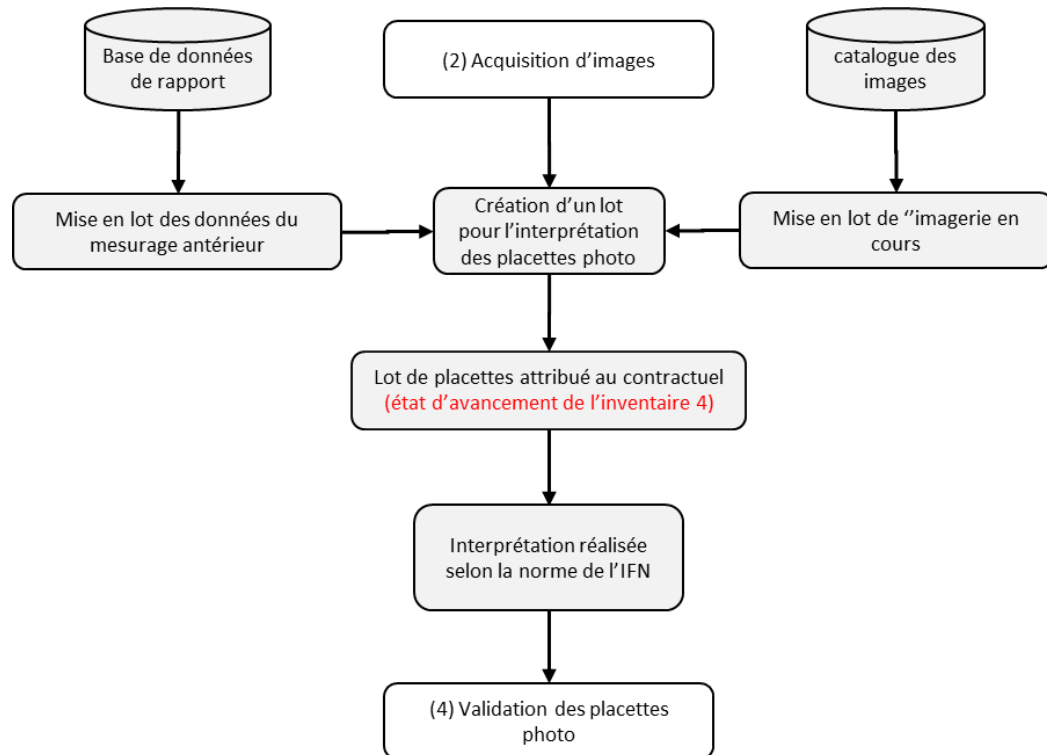 Base de données
de rapport
(2) Acquisition d’images
catalogue des
images
Mise en lot des données du
mesurage antérieur
Création d’un lot
pour l’interprétation
des placettes photo
Mise en lot de ‘’imagerie en
cours
Lot de placettes attribué au contractuel
(état d’avancement de l’inventaire 4)
Interprétation réalisée
selon la norme de l’IFN
(4) Validation des placettes
photo